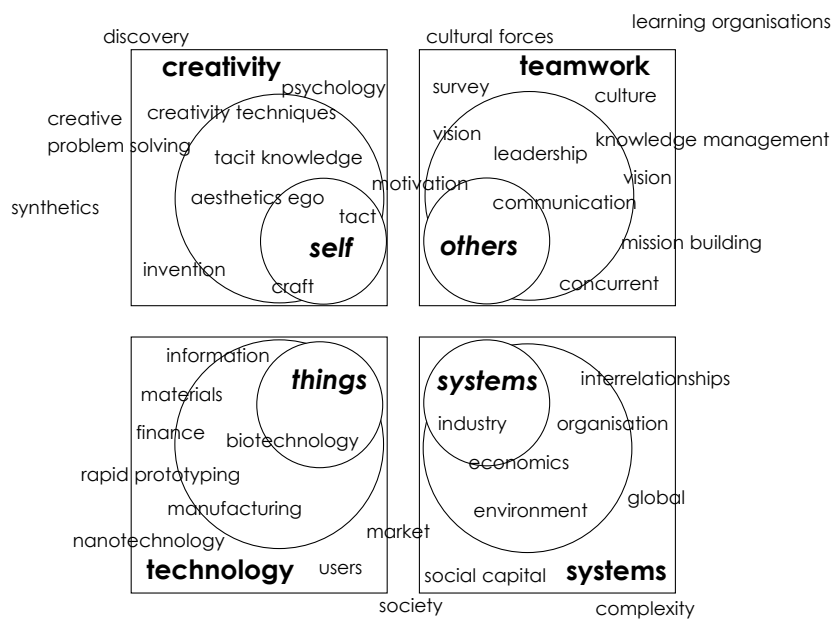 learning organisations
discovery
cultural forces
creativity
teamwork
psychology
survey
culture
creativity techniques
creative
problem solving
vision
knowledge management
leadership
tacit knowledge
motivation
vision
aesthetics ego
communication
synthetics
tact
self
others
mission building
invention
craft
concurrent
information
things
systems
interrelationships
materials
industry
organisation
finance
biotechnology
economics
rapid prototyping
global
manufacturing
environment
market
nanotechnology
technology
users
social capital
systems
society
complexity